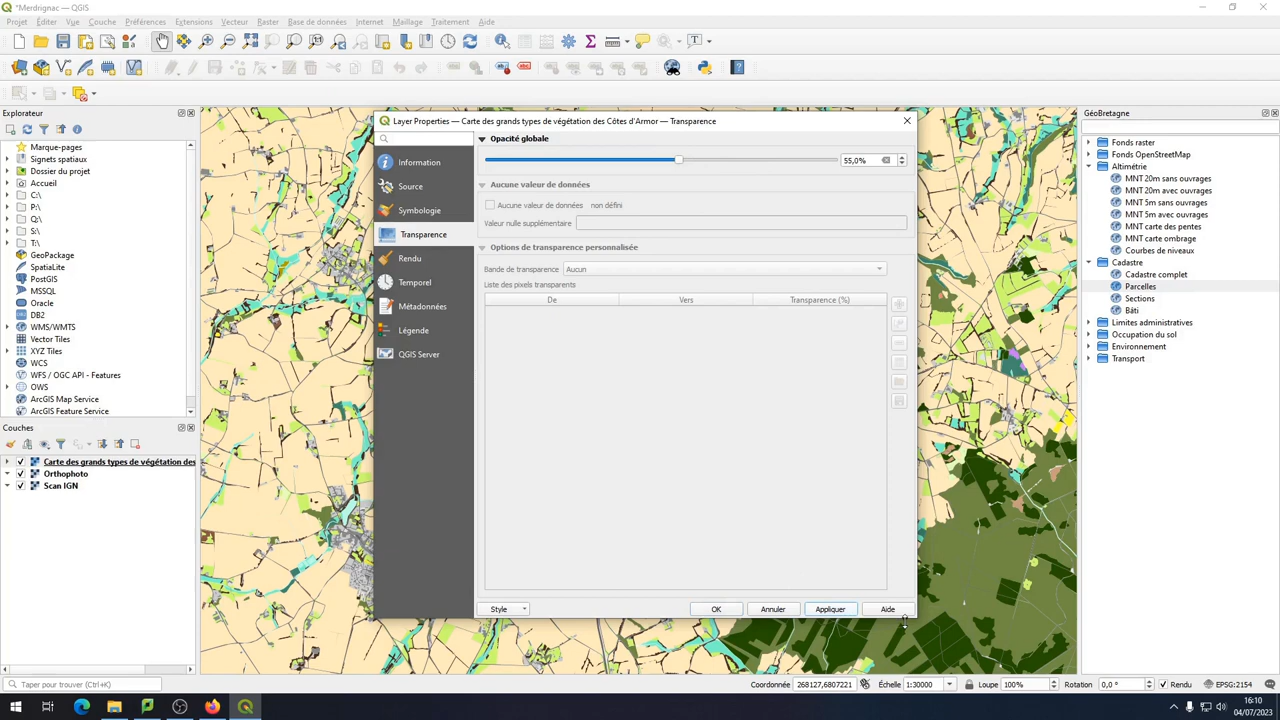 *Merdrignac — QGIS
Projet Éditer Vue Couche Préférences Extensions Vecteur Raster Base de données Internet Maillage Traitement Aide
Explorateur
Marque-pages
Signets spatiaux
Dossier du projet
Accueil
C:\
P:\
Q:\
S:\
T:\
GeoPackage
SpatiaLite
PostGIS
MSSQL
Oracle
DB2
WMS/WMTS
Vector Tiles
XYZ Tiles
WCS
WFS / OGC API - Features
OWS
ArcGIS Map Service
ArcGIS Feature Service
Couches
Carte des grands types de végétation des
Orthophoto
Scan IGN
Layer Properties — Carte des grands types de végétation des Côtes d'Armor — Transparence
Information
Source
Symbologie
Transparence
Rendu
Temporel
Métadonnées
Légende
QGIS Server
Opacité globale
55,0%
Aucune valeur de données
Aucune valeur de données non défini
Valeur nulle supplémentaire
Options de transparence personnalisée
Bande de transparence Aucun
Liste des pixels transparents
De Vers Transparence (%)
Style OK Annuler Appliquer Aide
GéoBretagne
Fonds raster
Fonds OpenStreetMap
Altimétrie
MNT 20m sans ouvrages
MNT 20m avec ouvrages
MNT 5m sans ouvrages
MNT 5m avec ouvrages
MNT carte des pentes
MNT carte ombrage
Courbes de niveaux
Cadastre
Cadastre complet
Parcelles
Sections
Bâti
Limites administratives
Occupation du sol
Environnement
Transport
Taper pour trouver (Ctrl+K) Coordonnée 268127,6807221 Échelle 1:30000 Loupe 100% Rotation 0,0 ° Rendu EPSG:2154
16:10
04/07/2023